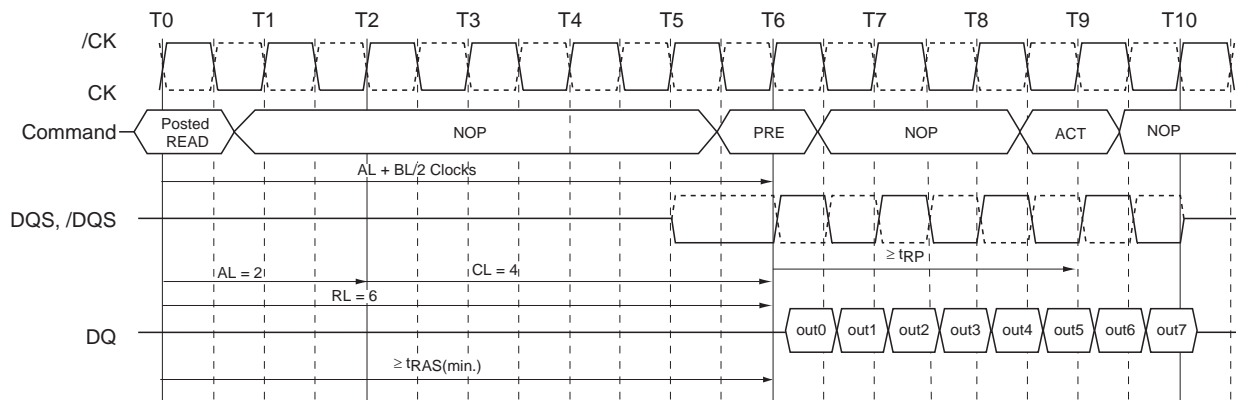 T0 T1 T2 T3 T4 T5 T6 T7 T8 T9 T10
/CK
CK
Command
Posted
READ
NOP
PRE
NOP
ACT
NOP
AL + BL/2 Clocks
DQS, /DQS
≥ tRP
AL = 2
CL = 4
RL = 6
DQ
out0 out1 out2 out3 out4 out5 out6 out7
≥ tRAS(min.)